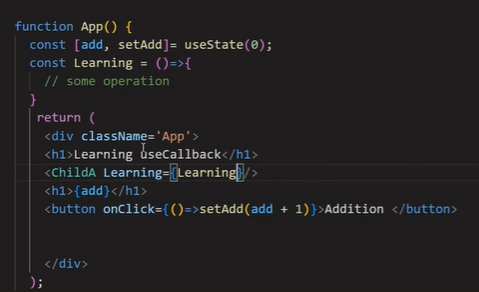 function App() {
const [add, setAdd]= useState(0);
const Learning = ()=>{
// some operation
}
return (
<div className='App'>
<h1>Learning useCallback</h1>
<ChildA Learning={Learning}/>
<h1>{add}</h1>
<button onClick={()=>setAdd(add + 1)}>Addition </button>
</div>
);